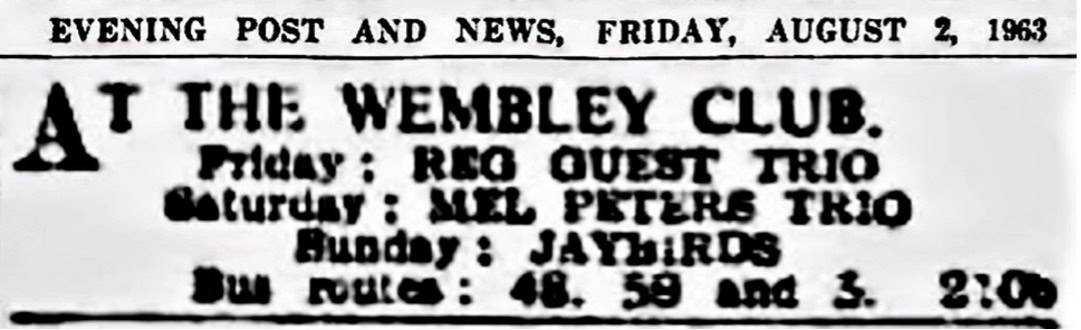 EVENING POST AND NEWS, FRIDAY, AUGUST 2, 1963
AT THE WEMBLEY CLUB.
Friday : REG GUEST TRIO
Saturday : MEL PETERS TRIO
Sunday : JAYBIRDS
Bus routes : 48. 59 and 3.